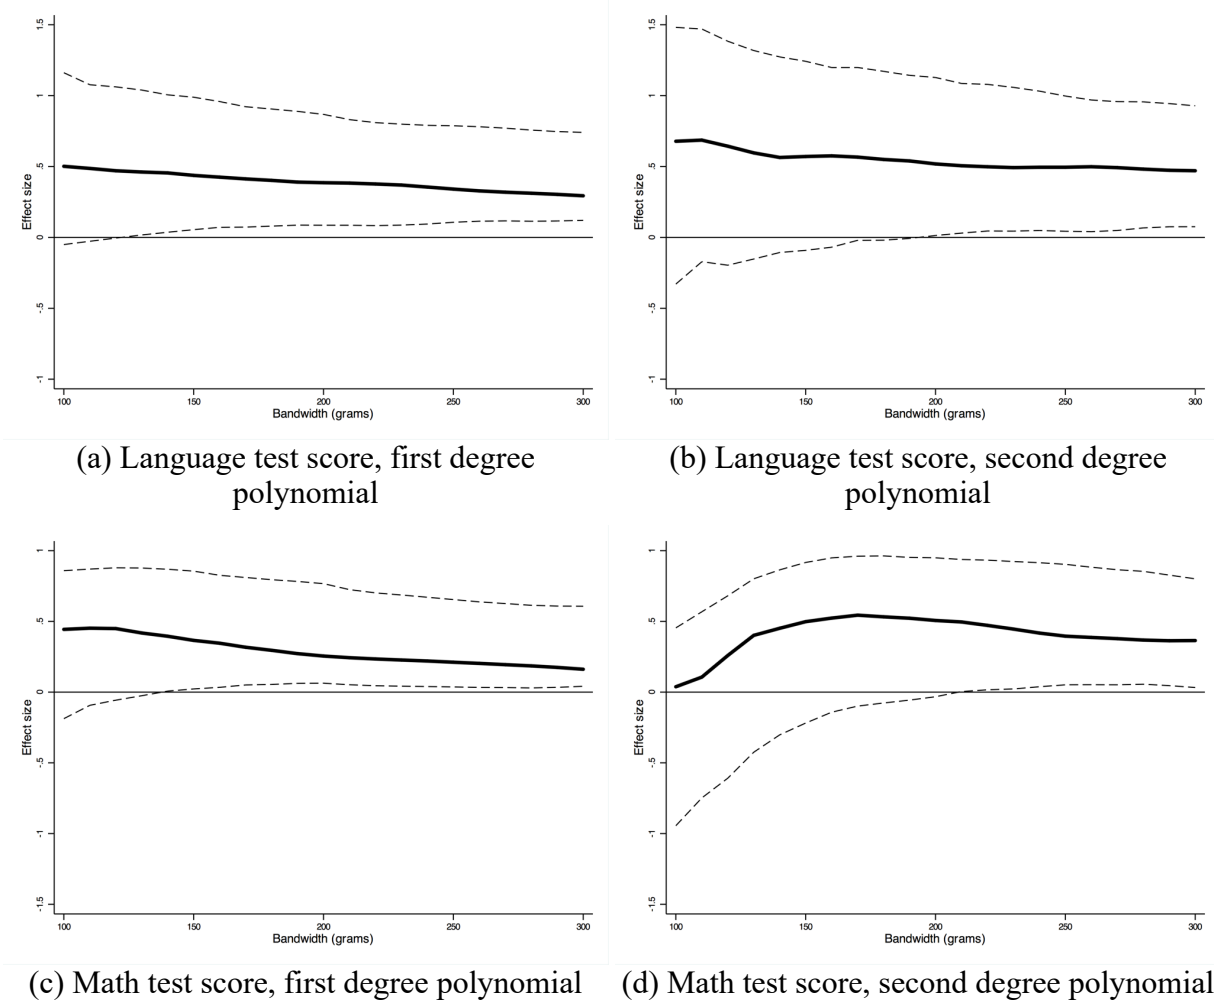 1.5
1
.5
0
-.5
-1
Effect size
100 150 200 250 300
Bandwidth (grams)
1.5
1
.5
0
-.5
-1
Effect size
100 150 200 250 300
Bandwidth (grams)
(a) Language test score, first degree
polynomial
(b) Language test score, second degree
polynomial
1
.5
0
-.5
-1
-1.5
Effect size
100 150 200 250 300
Bandwidth (grams)
1
.5
0
-.5
-1
-1.5
Effect size
100 150 200 250 300
Bandwidth (grams)
(c) Math test score, first degree polynomial
(d) Math test score, second degree polynomial